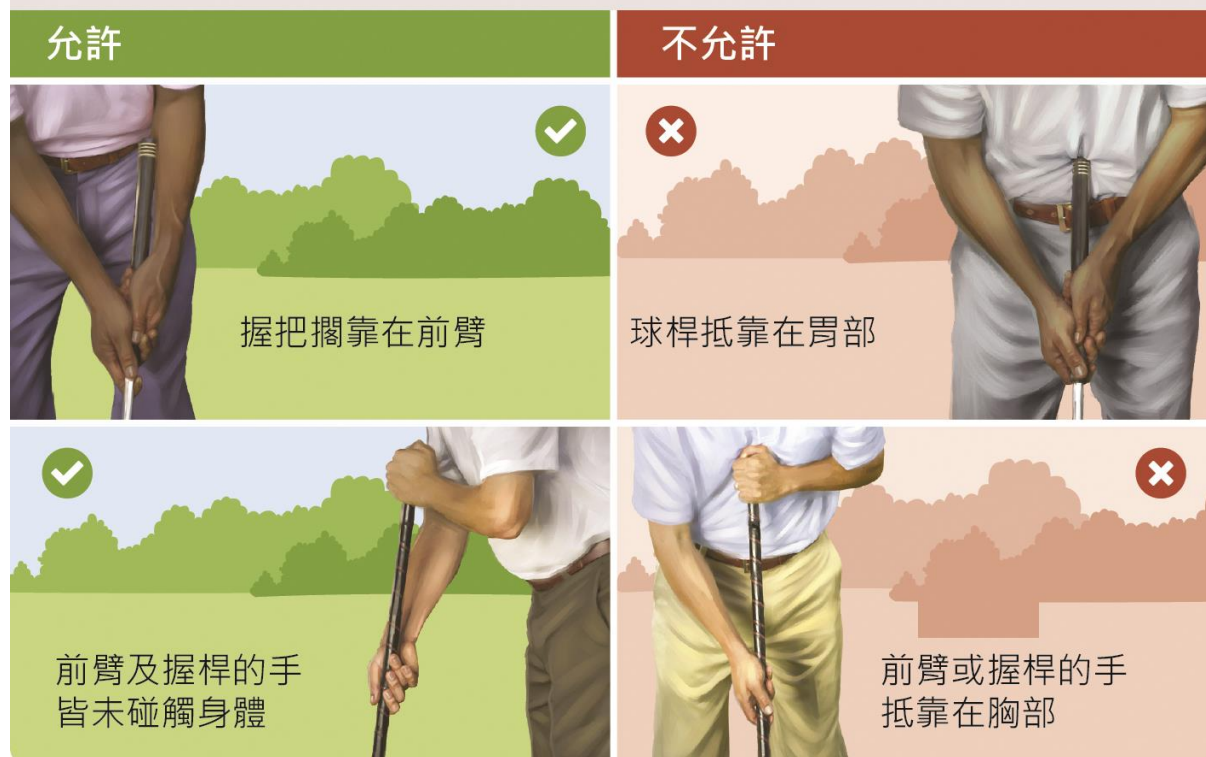 允許
不允許
握把擱靠在前臂
球桿抵靠在胃部
前臂及握桿的手
皆未碰觸身體
前臂或握桿的手
抵靠在胸部